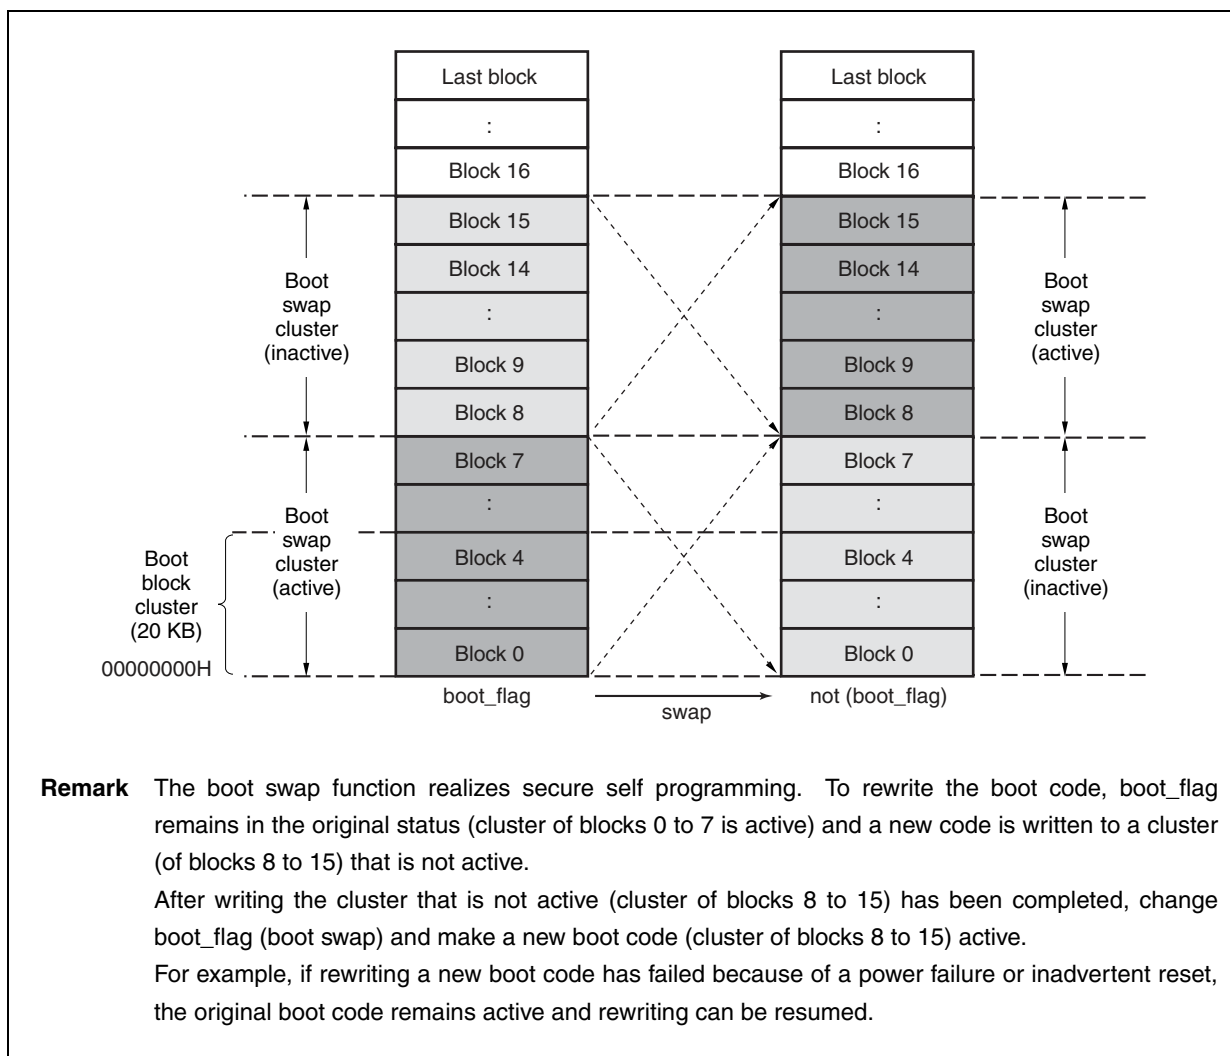 Last block
:
Block 16
Block 15
Block 14
:
Block 9
Block 8
Block 7
:
Block 4
:
Block 0
boot_flag
Boot
swap
cluster
(inactive)
Boot
swap
cluster
(active)
Boot
block
cluster
(20 KB)
00000000H
swap
Last block
:
Block 16
Block 15
Block 14
:
Block 9
Block 8
Block 7
:
Block 4
:
Block 0
not (boot_flag)
Boot
swap
cluster
(active)
Boot
swap
cluster
(inactive)
Remark The boot swap function realizes secure self programming. To rewrite the boot code, boot_flag
remains in the original status (cluster of blocks 0 to 7 is active) and a new code is written to a cluster
(of blocks 8 to 15) that is not active.
After writing the cluster that is not active (cluster of blocks 8 to 15) has been completed, change
boot_flag (boot swap) and make a new boot code (cluster of blocks 8 to 15) active.
For example, if rewriting a new boot code has failed because of a power failure or inadvertent reset,
the original boot code remains active and rewriting can be resumed.